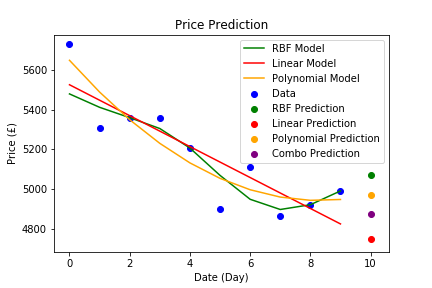 Price Prediction
RBF Model
Linear Model
Polynomial Model
Data
RBF Prediction
Linear Prediction
Polynomial Prediction
Combo Prediction
5600
5400
5200
5000
4800
Price (£)
0 2 4 6 8 10
Date (Day)